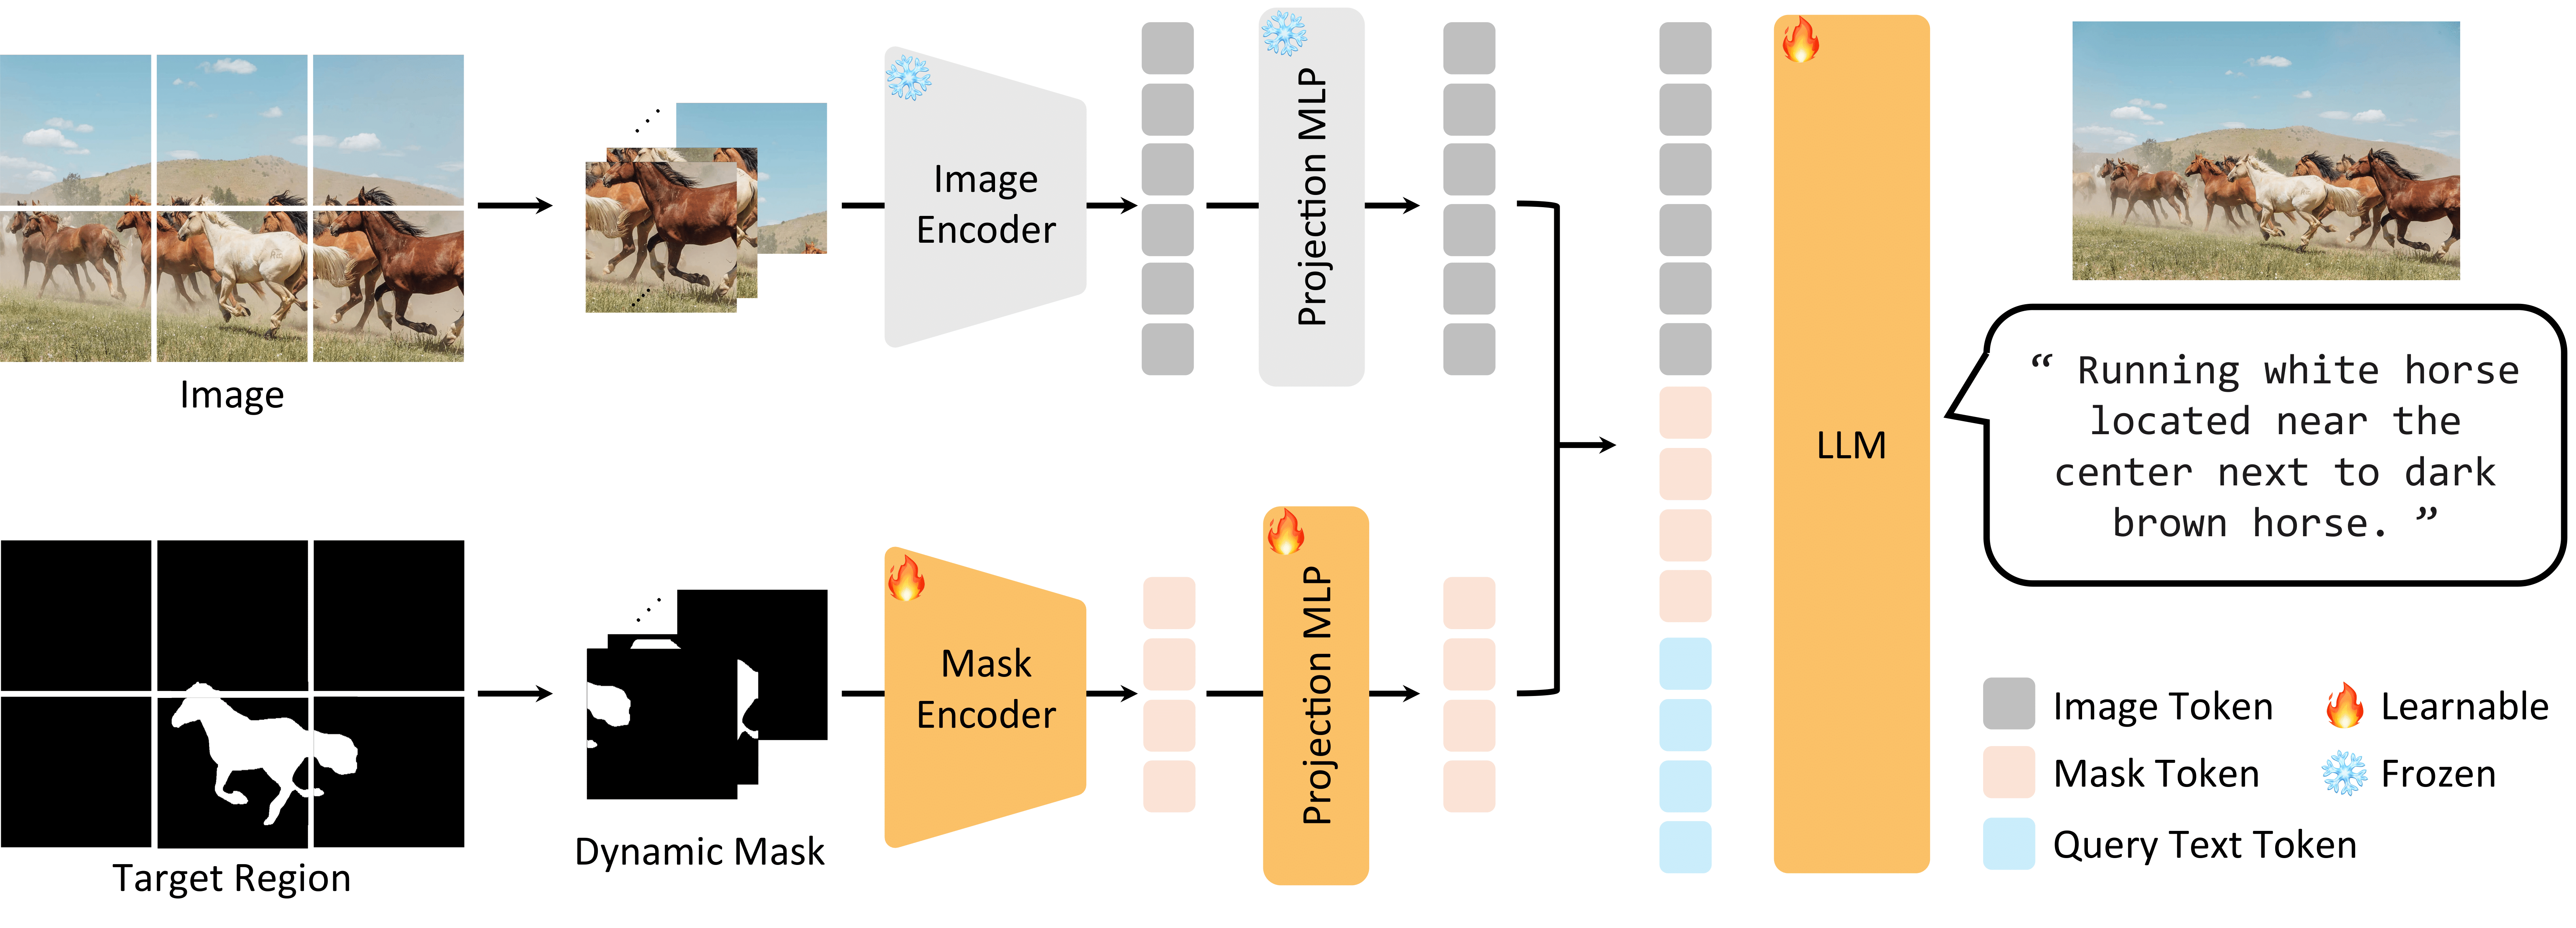 Image
Image
Encoder
Projection MLP
Target Region
Dynamic Mask
Mask
Encoder
Projection MLP
LLM
“ Running white horse
located near the
center next to dark
brown horse. ”
Image Token
Learnable
Mask Token
Frozen
Query Text Token